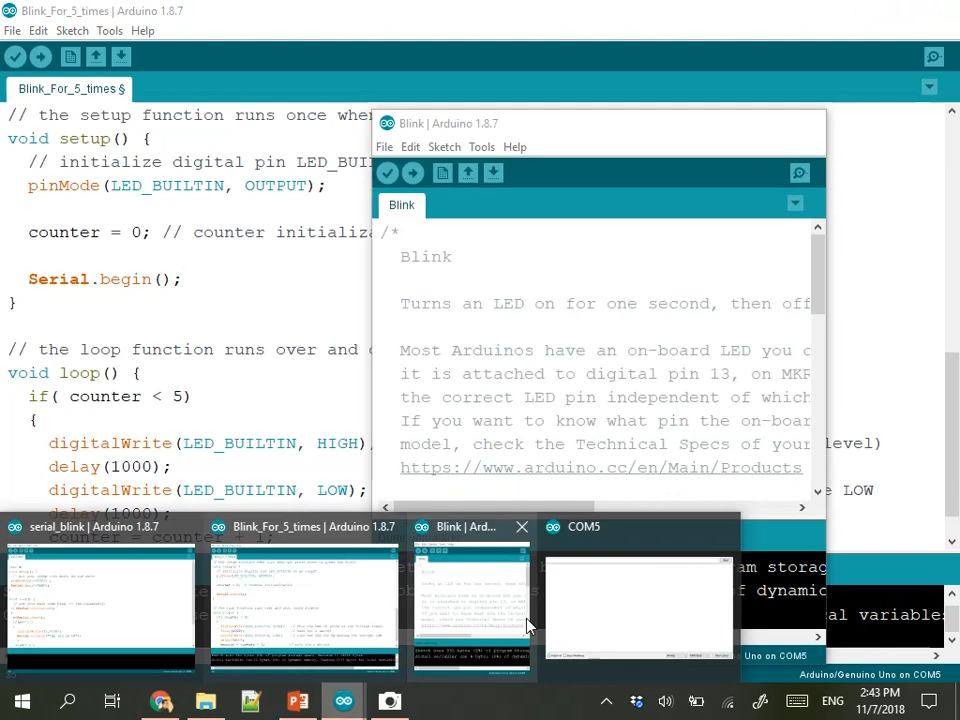 Blink_For_5_times | Arduino 1.8.7
File Edit Sketch Tools Help
Blink_For_5_times §
// the setup function runs once whe
void setup() {
// initialize digital pin LED_BUI
pinMode(LED_BUILTIN, OUTPUT);
counter = 0; // counter initializa
Serial.begin();
}
// the loop function runs over and
void loop() {
if( counter < 5)
{
digitalWrite(LED_BUILTIN, HIGH) level)
delay(1000);
digitalWrite(LED_BUILTIN, LOW); e LOW
delay(1000);
counter = counter + 1;
Blink | Arduino 1.8.7
File Edit Sketch Tools Help
Blink
/*
Blink
Turns an LED on for one second, then off
Most Arduinos have an on-board LED you c
it is attached to digital pin 13, on MKR
the correct LED pin independent of which
If you want to know what pin the on-boar
model, check the Technical Specs of your
https://www.arduino.cc/en/Main/Products
serial_blink | Arduino 1.8.7
Blink_For_5_times | Arduino 1.8.7
Blink | Ard...
COM5
am storag
of dynamic
cal variables
Uno on COM5
Arduino/Genuino Uno on COM5
ENG
2:43 PM
11/7/2018